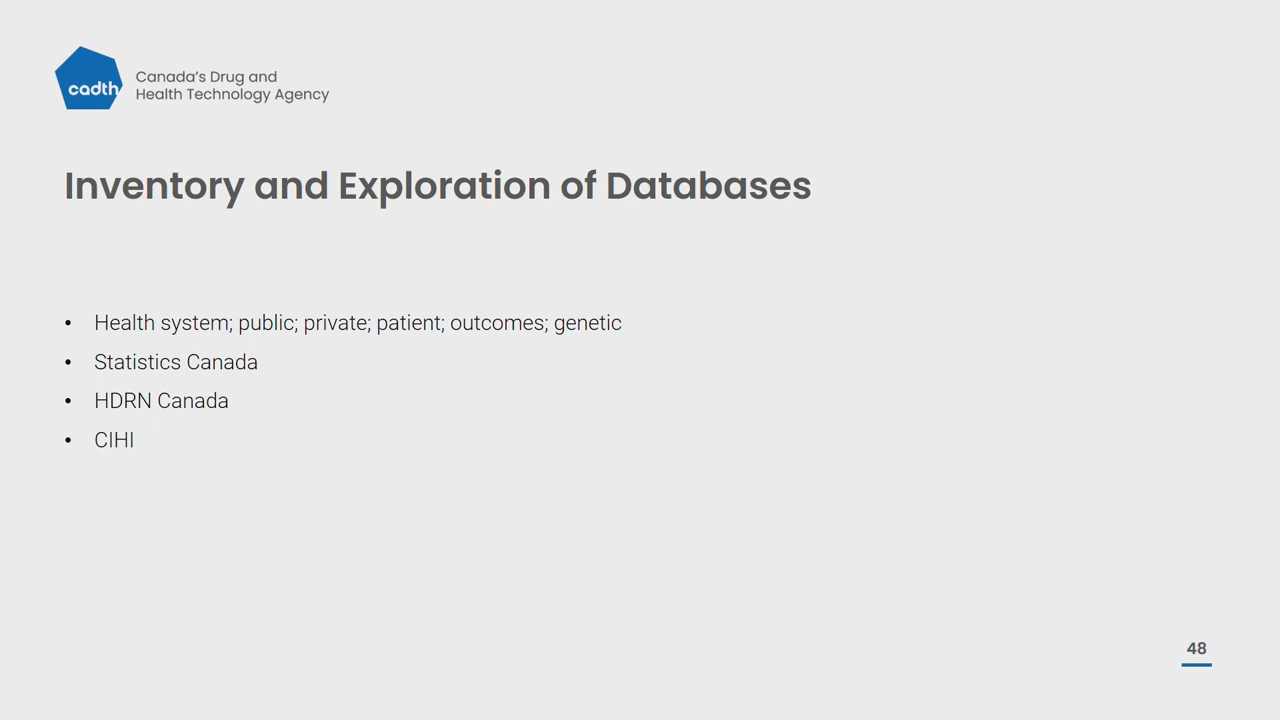 cadth
Canada's Drug and
Health Technology Agency
Inventory and Exploration of Databases
• Health system; public; private; patient; outcomes; genetic
• Statistics Canada
• HDRN Canada
• CIHI
48